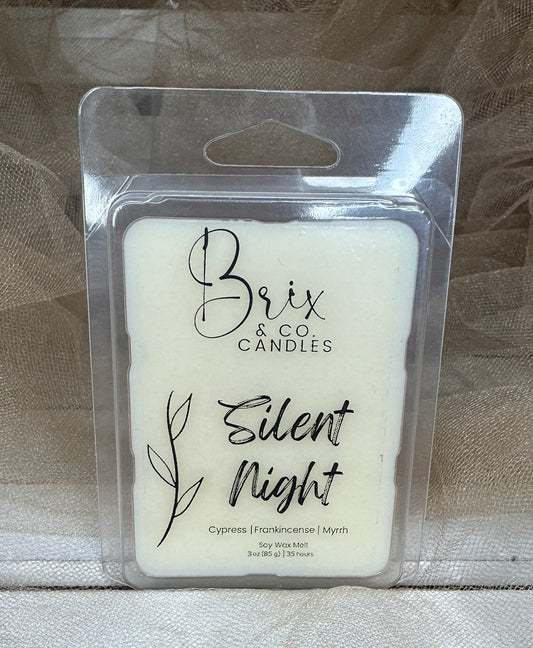 Brix
& CO.
CANDLES
Silent
Night
Cypress | Frankincense | Myrrh
Soy Wax Melt
3 oz (85 g) | 35 hours